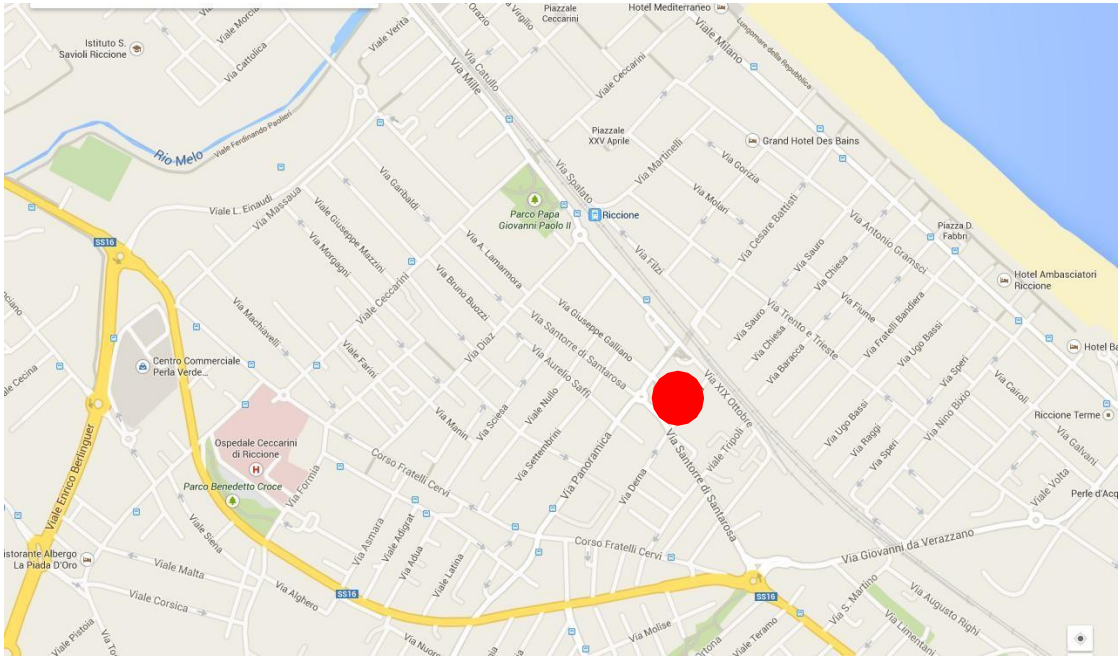 Hotel Mediterraneo
Piazzale
Ceccarini
Istituto S.
Savioli Riccione
Via Cattolica
Viale Verità
Via Catullo
Via Mille
Viale Ceccarini
Viale Milano
Lungomare della Repubblica
Piazzale
XXV Aprile
Grand Hotel Des Bains
Rio Melo
Viale Ferdinando Paolieri
Via Spalato
Via Martinelli
Via Gorizia
Via Molari
Via Cesare Battisti
Parco Papa
Giovanni Paolo II
Riccione
Viale L. Einaudi
Via Massaua
Via Garibaldi
Viale Giuseppe Mazzini
Via Morgagni
Via Antonio Gramsci
Piazza D.
Fabbri
SS16
Via A. Lamarmora
Via Filzi
Via Sauro
Via Chiesa
Hotel Ambasciatori
Riccione
Viale Ceccarini
Via Bruno Buozzi
Via Giuseppe Galliano
Via Fiume
Via Fratelli Bandiera
Via Ugo Bassi
Via Machiavelli
Viale Farini
Via Diaz
Via Santorre di Santarosa
Via Aurelio Saffi
Via Sauro
Via Chiesa
Via Baracca
Via Trento e Trieste
Via Speri
Via Cairoli
Centro Commerciale
Perla Verde...
Viale Cecina
Via Manin
Via Sciesa
Viale Nullo
Via Settembrini
Via Panoramica
Via XIX Ottobre
Via Ugo Bassi
Via Raggi
Via Speri
Via Nino Bixio
Riccione Terme
Via Galvani
Ospedale Ceccarini
di Riccione
Parco Benedetto Croce
Via Formia
Corso Fratelli Cervi
Via Derna
Viale Tripoli
Via Santorre di Santarosa
Viale Volta
Viale Enrico Berlinguer
Viale Siena
Via Asmara
Viale Adigrat
Via Adua
Viale Latina
Corso Fratelli Cervi
Via Giovanni da Verazzano
La Piada D'Oro
Viale Malta
Viale Corsica
Via Alghero
SS16
SS16
Via S. Martino
Via Augusto Righi
Via Limentani
Viale Pistoia
Via Molise
Viale Teramo